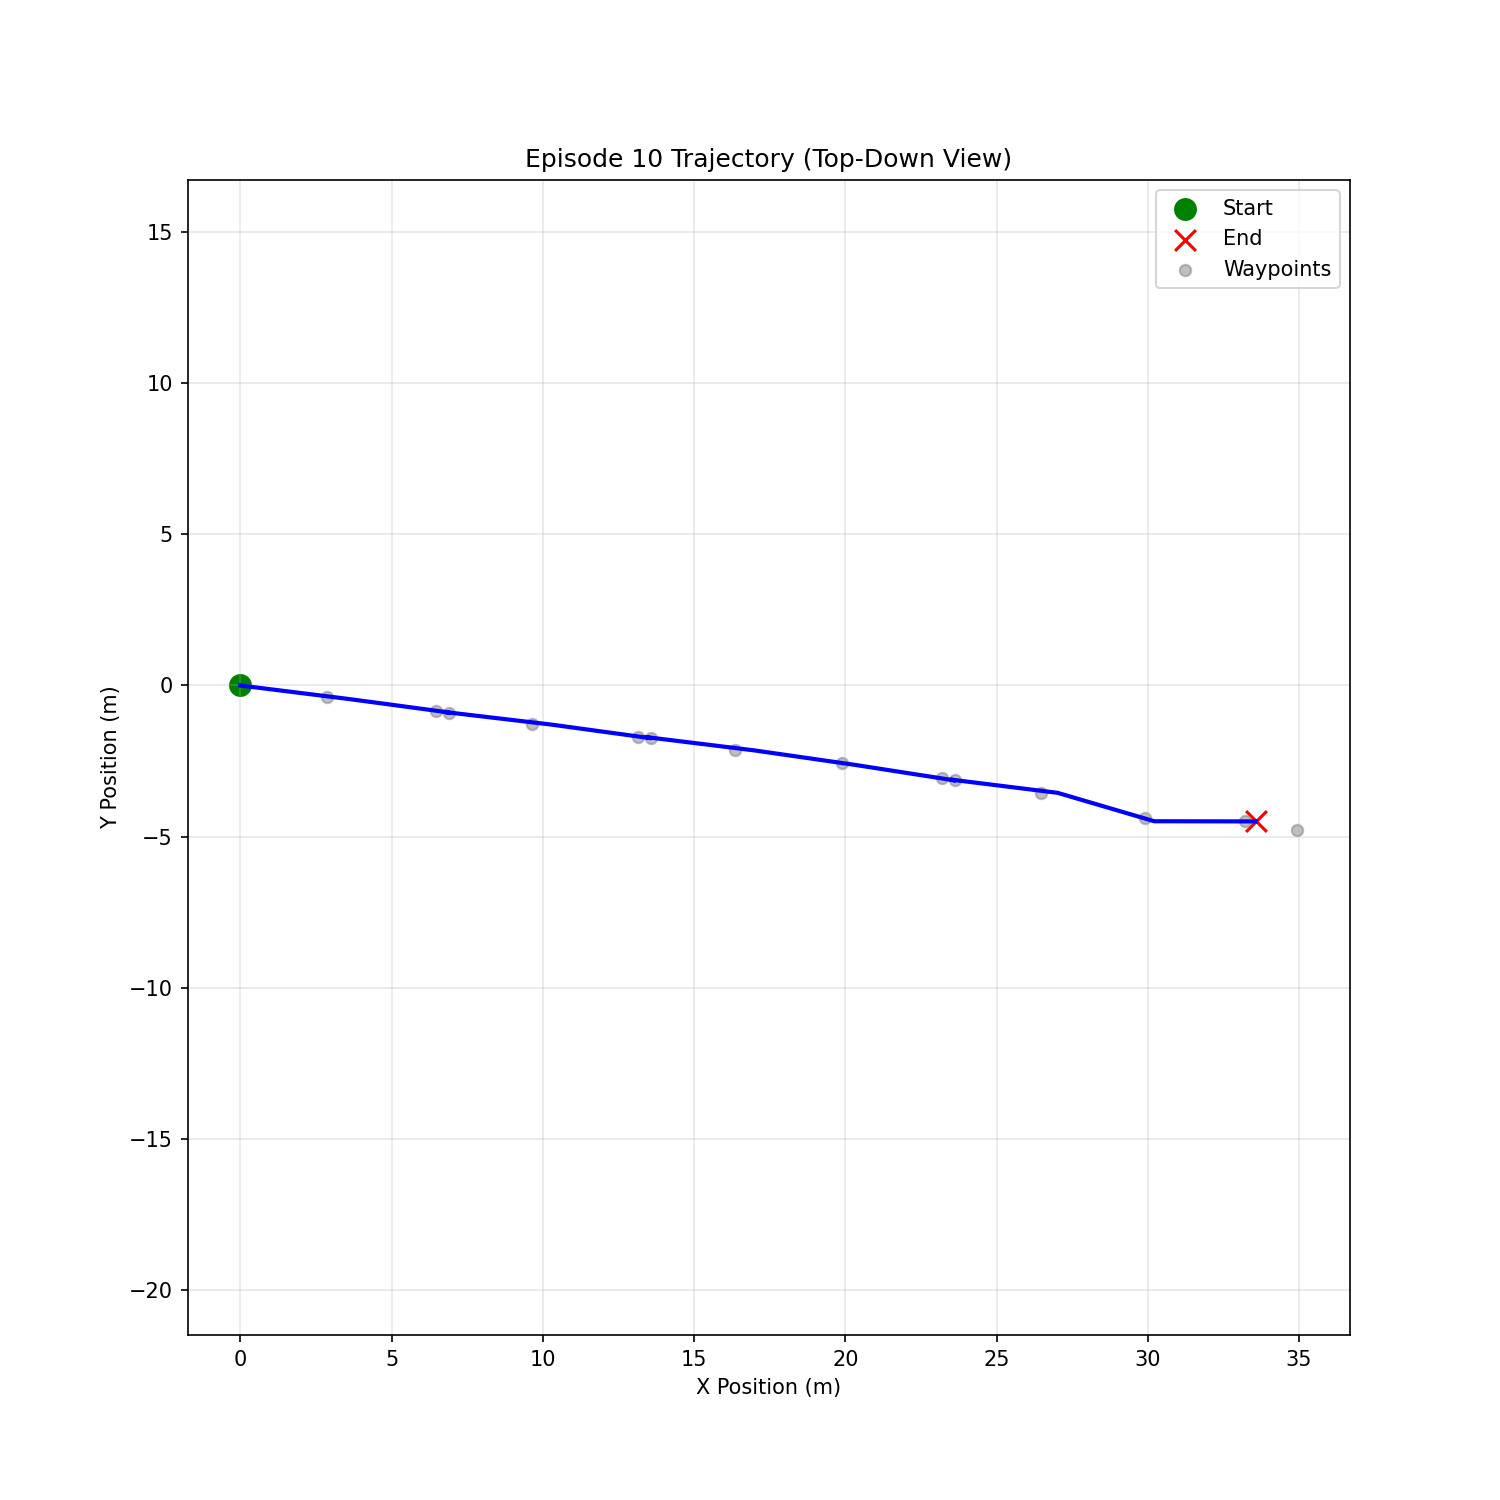 Episode 10 Trajectory (Top-Down View)
Start
End
Waypoints
15
10
5
0
−5
−10
−15
−20
Y Position (m)
0 5 10 15 20 25 30 35
X Position (m)